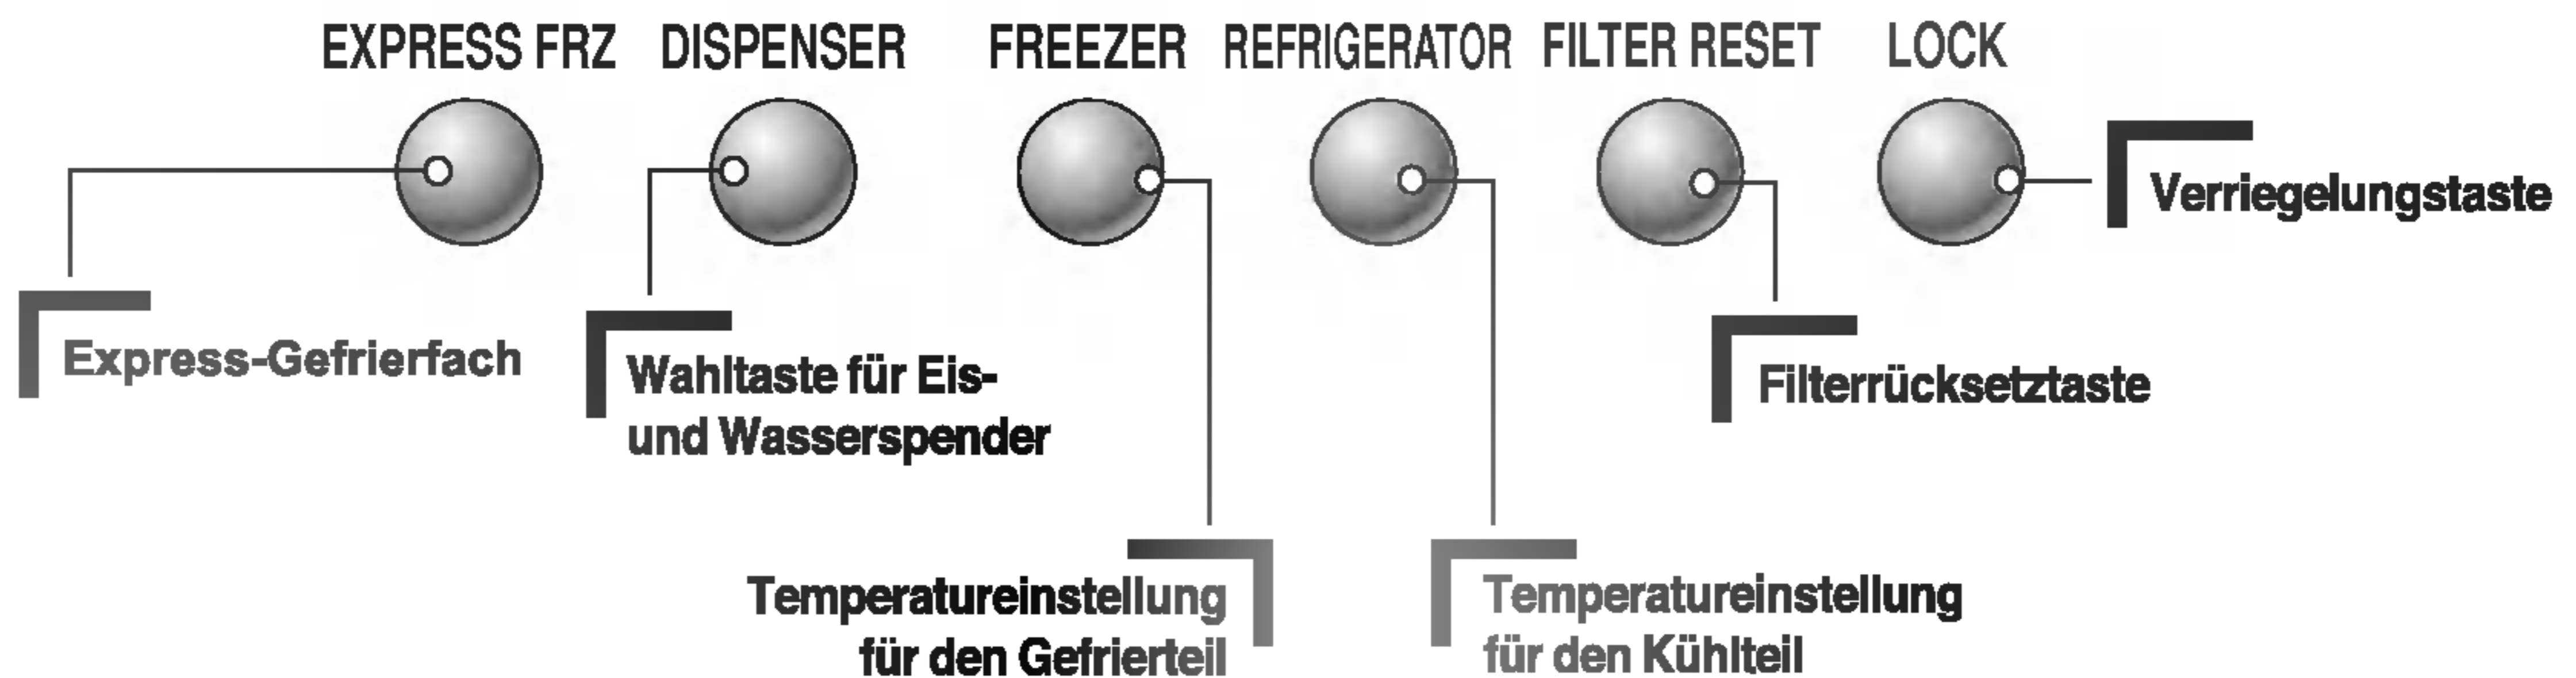 EXPRESS FRZ DISPENSER FREEZER REFRIGERATOR FILTER RESET LOCK
Verriegelungstaste
Express-Gefrierfach
Wahltaste für Eis-
und Wasserspender
Filterrücksetztaste
Temperatureinstellung
für den Gefrierteil
Temperatureinstellung
für den Kühlteil